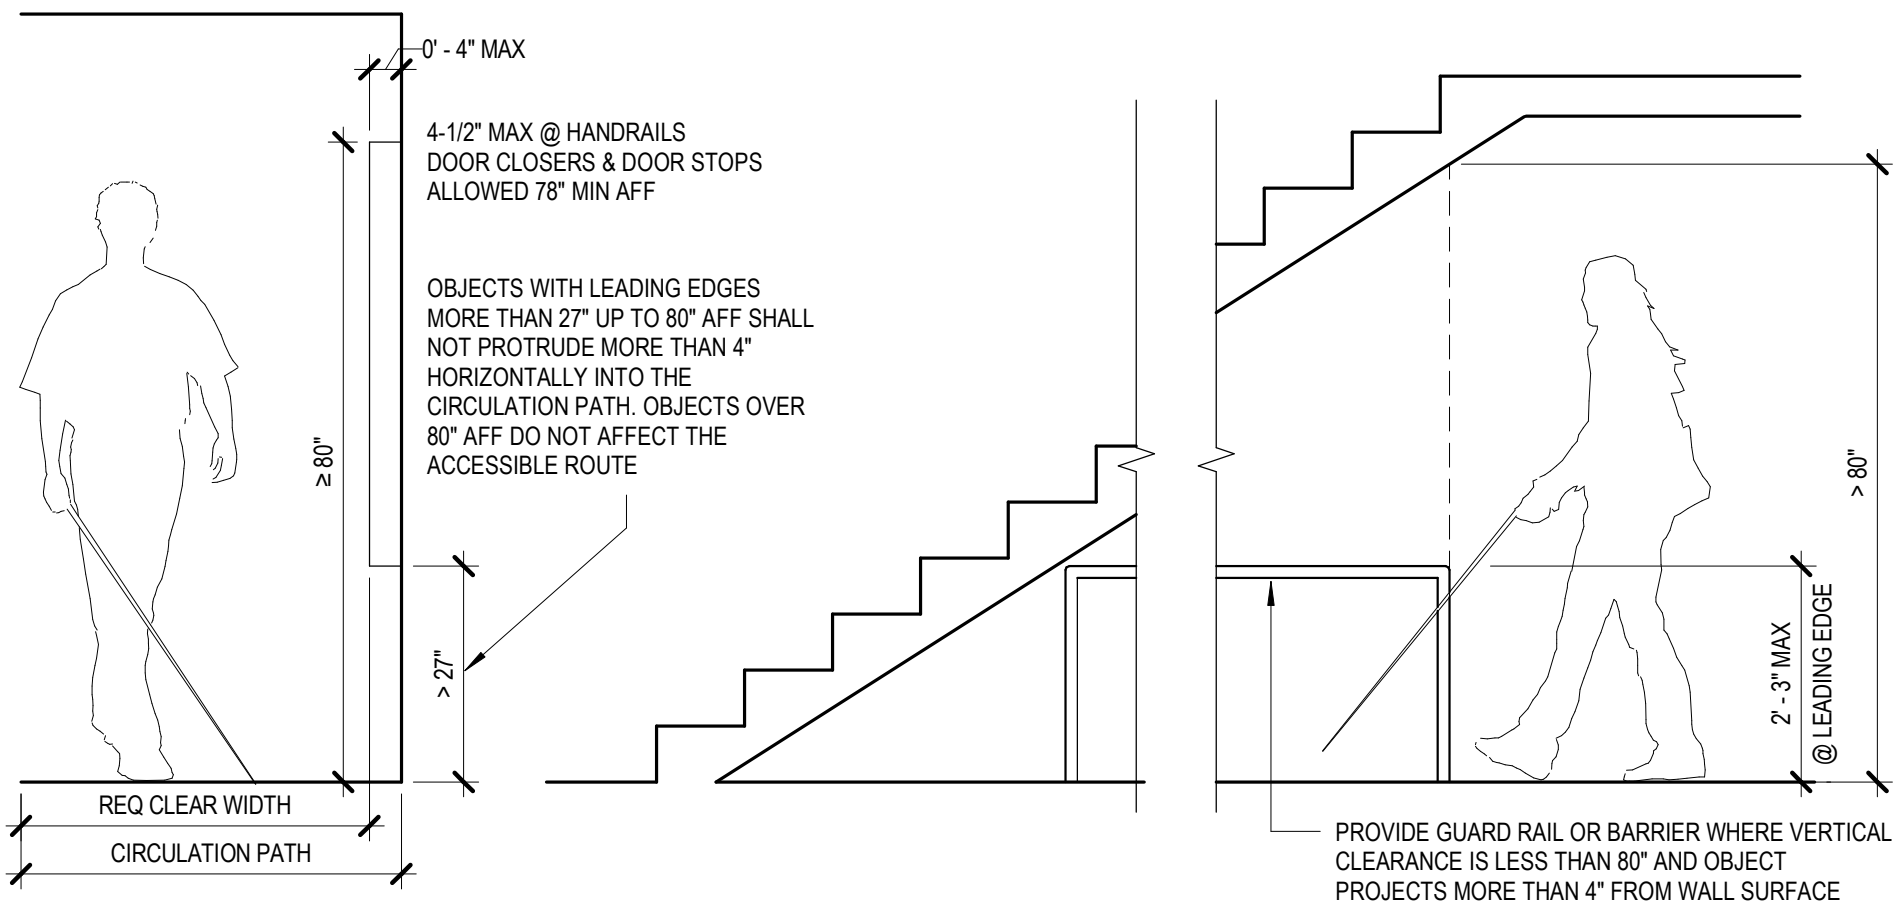 0' - 4" MAX
4-1/2" MAX @ HANDRAILS
DOOR CLOSERS & DOOR STOPS
ALLOWED 78" MIN AFF
OBJECTS WITH LEADING EDGES
MORE THAN 27" UP TO 80" AFF SHALL
NOT PROTRUDE MORE THAN 4"
HORIZONTALLY INTO THE
CIRCULATION PATH. OBJECTS OVER
80" AFF DO NOT AFFECT THE
ACCESSIBLE ROUTE
≥ 80"
> 27"
REQ CLEAR WIDTH
CIRCULATION PATH
> 80"
2' - 3" MAX
@ LEADING EDGE
PROVIDE GUARD RAIL OR BARRIER WHERE VERTICAL
CLEARANCE IS LESS THAN 80" AND OBJECT
PROJECTS MORE THAN 4" FROM WALL SURFACE